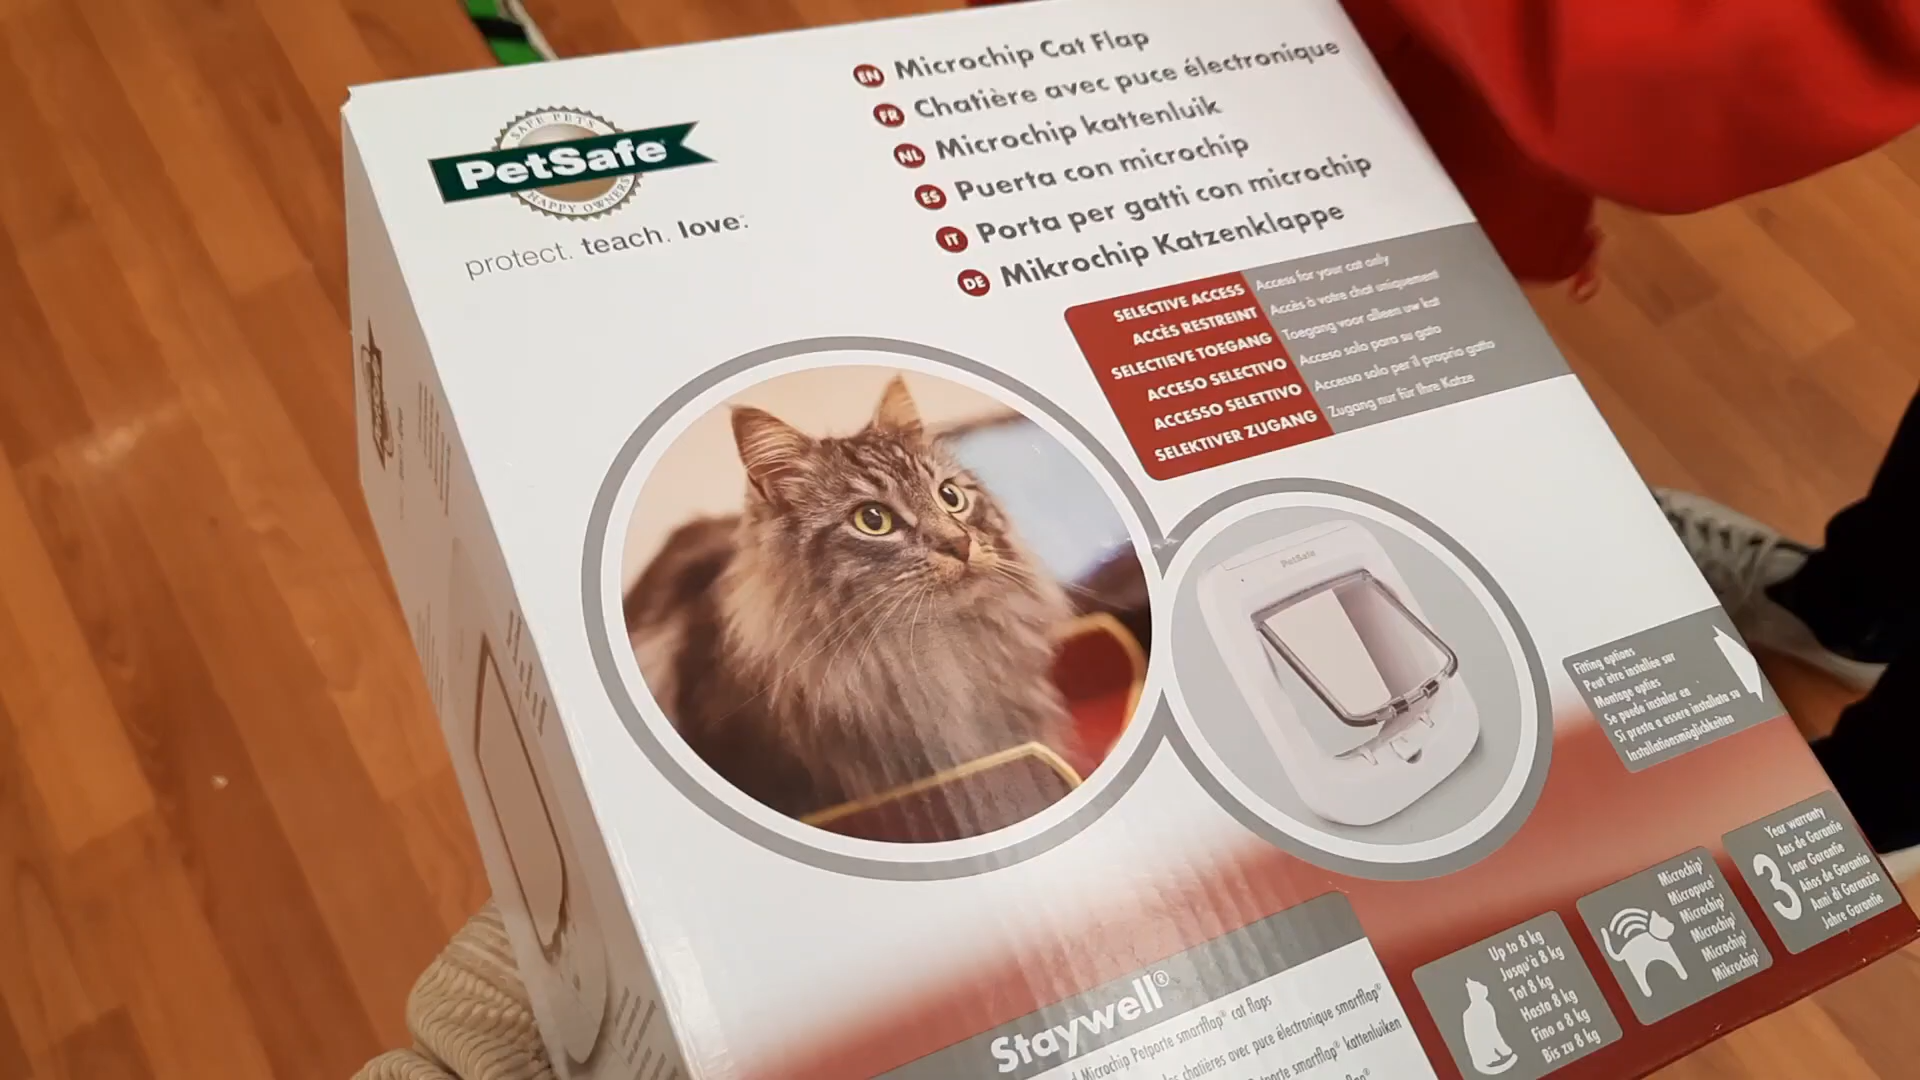 SAFE PETS
PetSafe
HAPPY OWNERS
protect. teach. love.
EN Microchip Cat Flap
FR Chatière avec puce électronique
NL Microchip kattenluik
ES Puerta con microchip
IT Porta per gatti con microchip
DE Mikrochip Katzenklappe
SELECTIVE ACCESS Access for your cat only
ACCÈS RESTREINT Accès à votre chat uniquement
SELECTIEVE TOEGANG Toegang voor alleen uw kat
ACCESO SELECTIVO Acceso solo para su gato
ACCESSO SELETTIVO Accesso solo per il proprio gatto
SELEKTIVER ZUGANG Zugang nur für Ihre Katze
PetSafe
Fitting options
Peut être installée sur
Montage opties
Se puede instalar en
Si presta a essere installata su
Installationsmöglichkeiten
3
Year warranty
Ans de Garantie
Jaar Garantie
Años de Garantia
Anni di Garanzia
Jahre Garantie
Microchip!
Micropuce!
Microchip!
Microchip!
Microchip!
Mikrochip!
Up to 8 kg
Jusqu'à 8 kg
Tot 8 kg
Hasta 8 kg
Fino a 8 kg
Bis zu 8 kg
Staywell®
Microchip Petporte smartflap® cat flaps
chatières avec puce électronique smartflap®
smartflap® kattenluiken